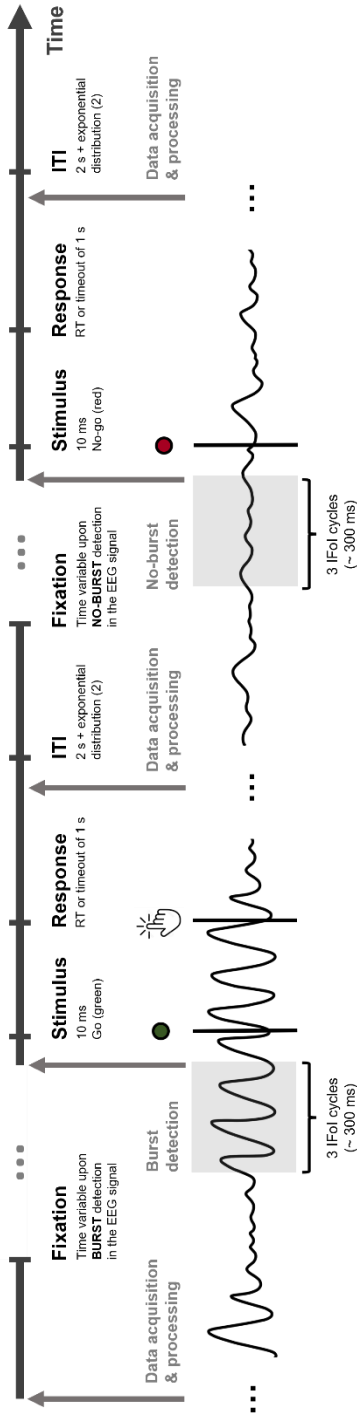 Time
Fixation
Time variable upon
BURST detection
in the EEG signal
Stimulus
10 ms
Go (green)
Response
RT or timeout of 1 s
ITI
2 s + exponential
distribution (2)
Fixation
Time variable upon
NO-BURST detection
in the EEG signal
Stimulus
10 ms
No-go (red)
Response
RT or timeout of 1 s
ITI
2 s + exponential
distribution (2)
Data acquisition
& processing
Burst
detection
Data acquisition
& processing
No-burst
detection
Data acquisition
& processing
3 IFoI cycles
(~ 300 ms)
3 IFoI cycles
(~ 300 ms)